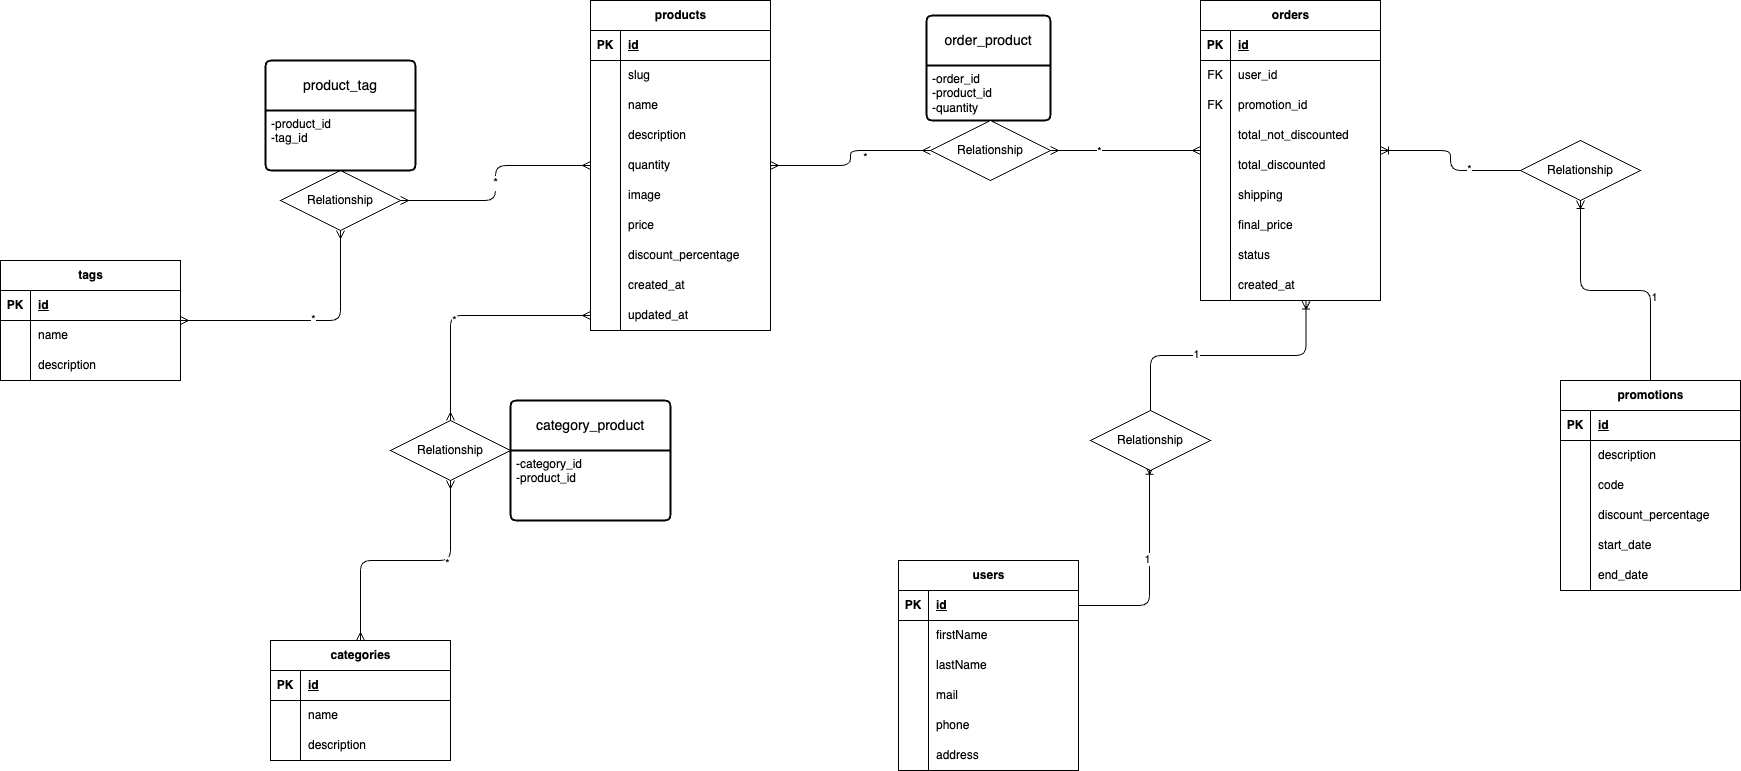 products
PK id
slug
name
description
quantity
image
price
discount_percentage
created_at
updated_at
product_tag
-product_id
-tag_id
Relationship
*
*
tags
PK id
name
description
order_product
-order_id
-product_id
-quantity
Relationship
*
*
orders
PK id
FK user_id
FK promotion_id
total_not_discounted
total_discounted
shipping
final_price
status
created_at
*
Relationship
1
promotions
PK id
description
code
discount_percentage
start_date
end_date
*
Relationship
category_product
-category_id
-product_id
*
categories
PK id
name
description
1
Relationship
1
users
PK id
firstName
lastName
mail
phone
address